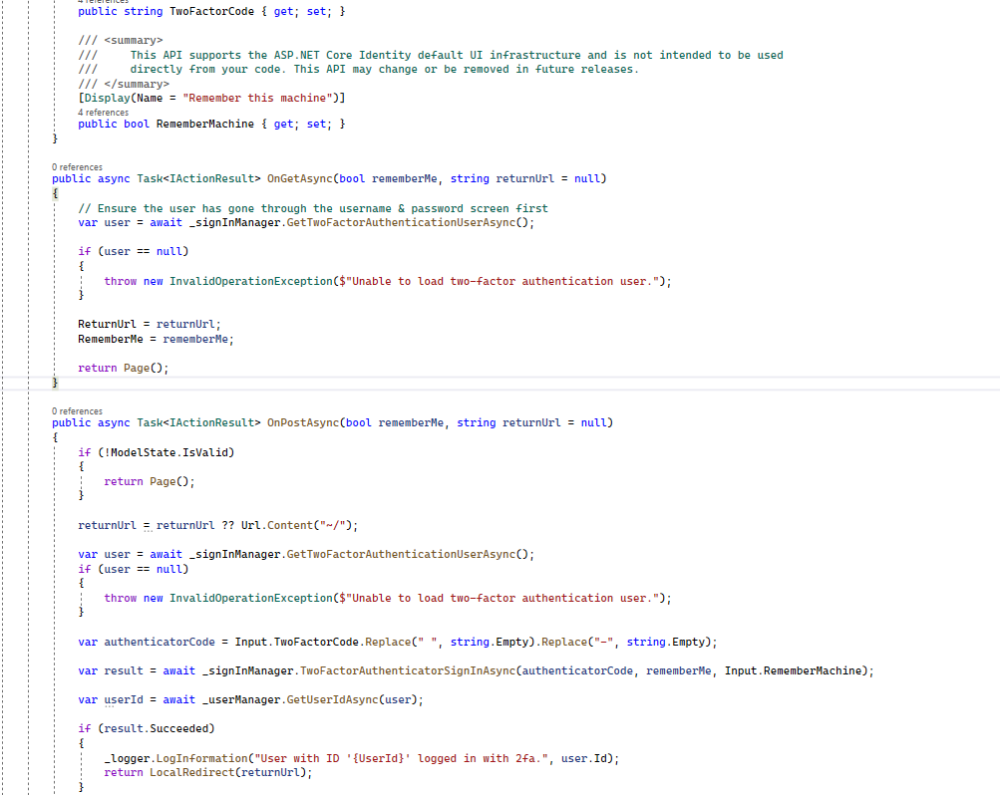 4 references
public string TwoFactorCode { get; set; }
/// <summary>
///     This API supports the ASP.NET Core Identity default UI infrastructure and is not intended to be used
///     directly from your code. This API may change or be removed in future releases.
/// </summary>
[Display(Name = "Remember this machine")]
4 references
public bool RememberMachine { get; set; }
}
0 references
public async Task<IActionResult> OnGetAsync(bool rememberMe, string returnUrl = null)
{
// Ensure the user has gone through the username & password screen first
var user = await _signInManager.GetTwoFactorAuthenticationUserAsync();
if (user == null)
{
throw new InvalidOperationException($"Unable to load two-factor authentication user.");
}
ReturnUrl = returnUrl;
RememberMe = rememberMe;
return Page();
}
0 references
public async Task<IActionResult> OnPostAsync(bool rememberMe, string returnUrl = null)
{
if (!ModelState.IsValid)
{
return Page();
}
returnUrl = returnUrl ?? Url.Content("~/");
var user = await _signInManager.GetTwoFactorAuthenticationUserAsync();
if (user == null)
{
throw new InvalidOperationException($"Unable to load two-factor authentication user.");
}
var authenticatorCode = Input.TwoFactorCode.Replace(" ", string.Empty).Replace("-", string.Empty);
var result = await _signInManager.TwoFactorAuthenticatorSignInAsync(authenticatorCode, rememberMe, Input.RememberMachine);
var userId = await _userManager.GetUserIdAsync(user);
if (result.Succeeded)
{
_logger.LogInformation("User with ID '{UserId}' logged in with 2fa.", user.Id);
return LocalRedirect(returnUrl);
}